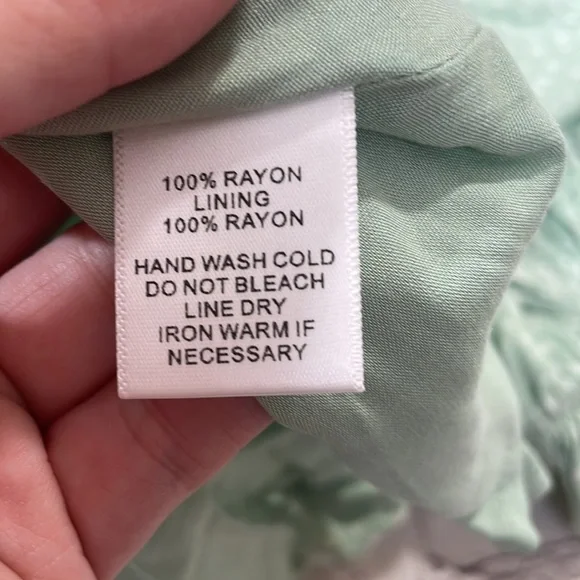 100% RAYON
LINING
100% RAYON
HAND WASH COLD
DO NOT BLEACH
LINE DRY
IRON WARM IF
NECESSARY